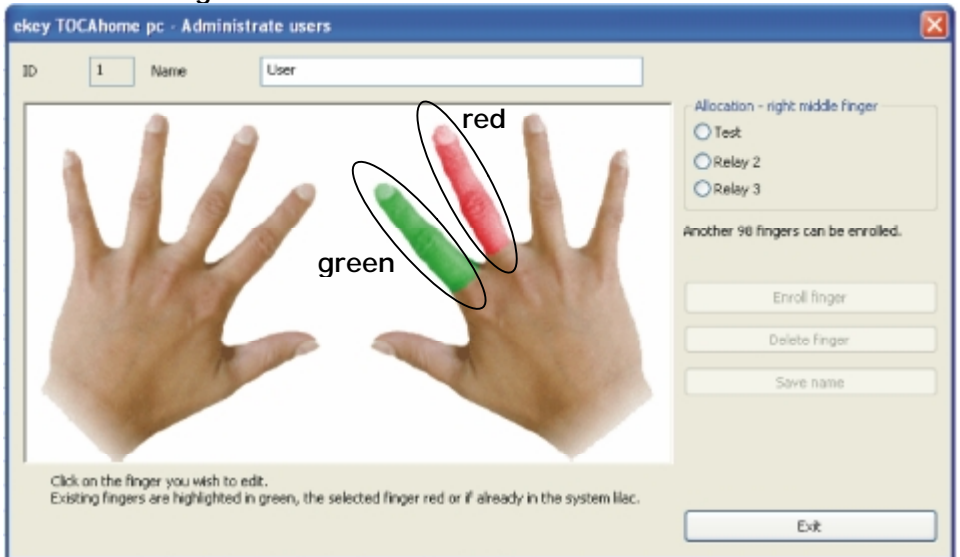 ekey TOCAhome pc - Administrate users
ID 1 Name User
red
green
Allocation - right middle finger
Test
Relay 2
Relay 3
Another 98 fingers can be enrolled.
Enroll finger
Delete finger
Save name
Click on the finger you wish to edit.
Existing fingers are highlighted in green, the selected finger red or if already in the system lilac.
Exit